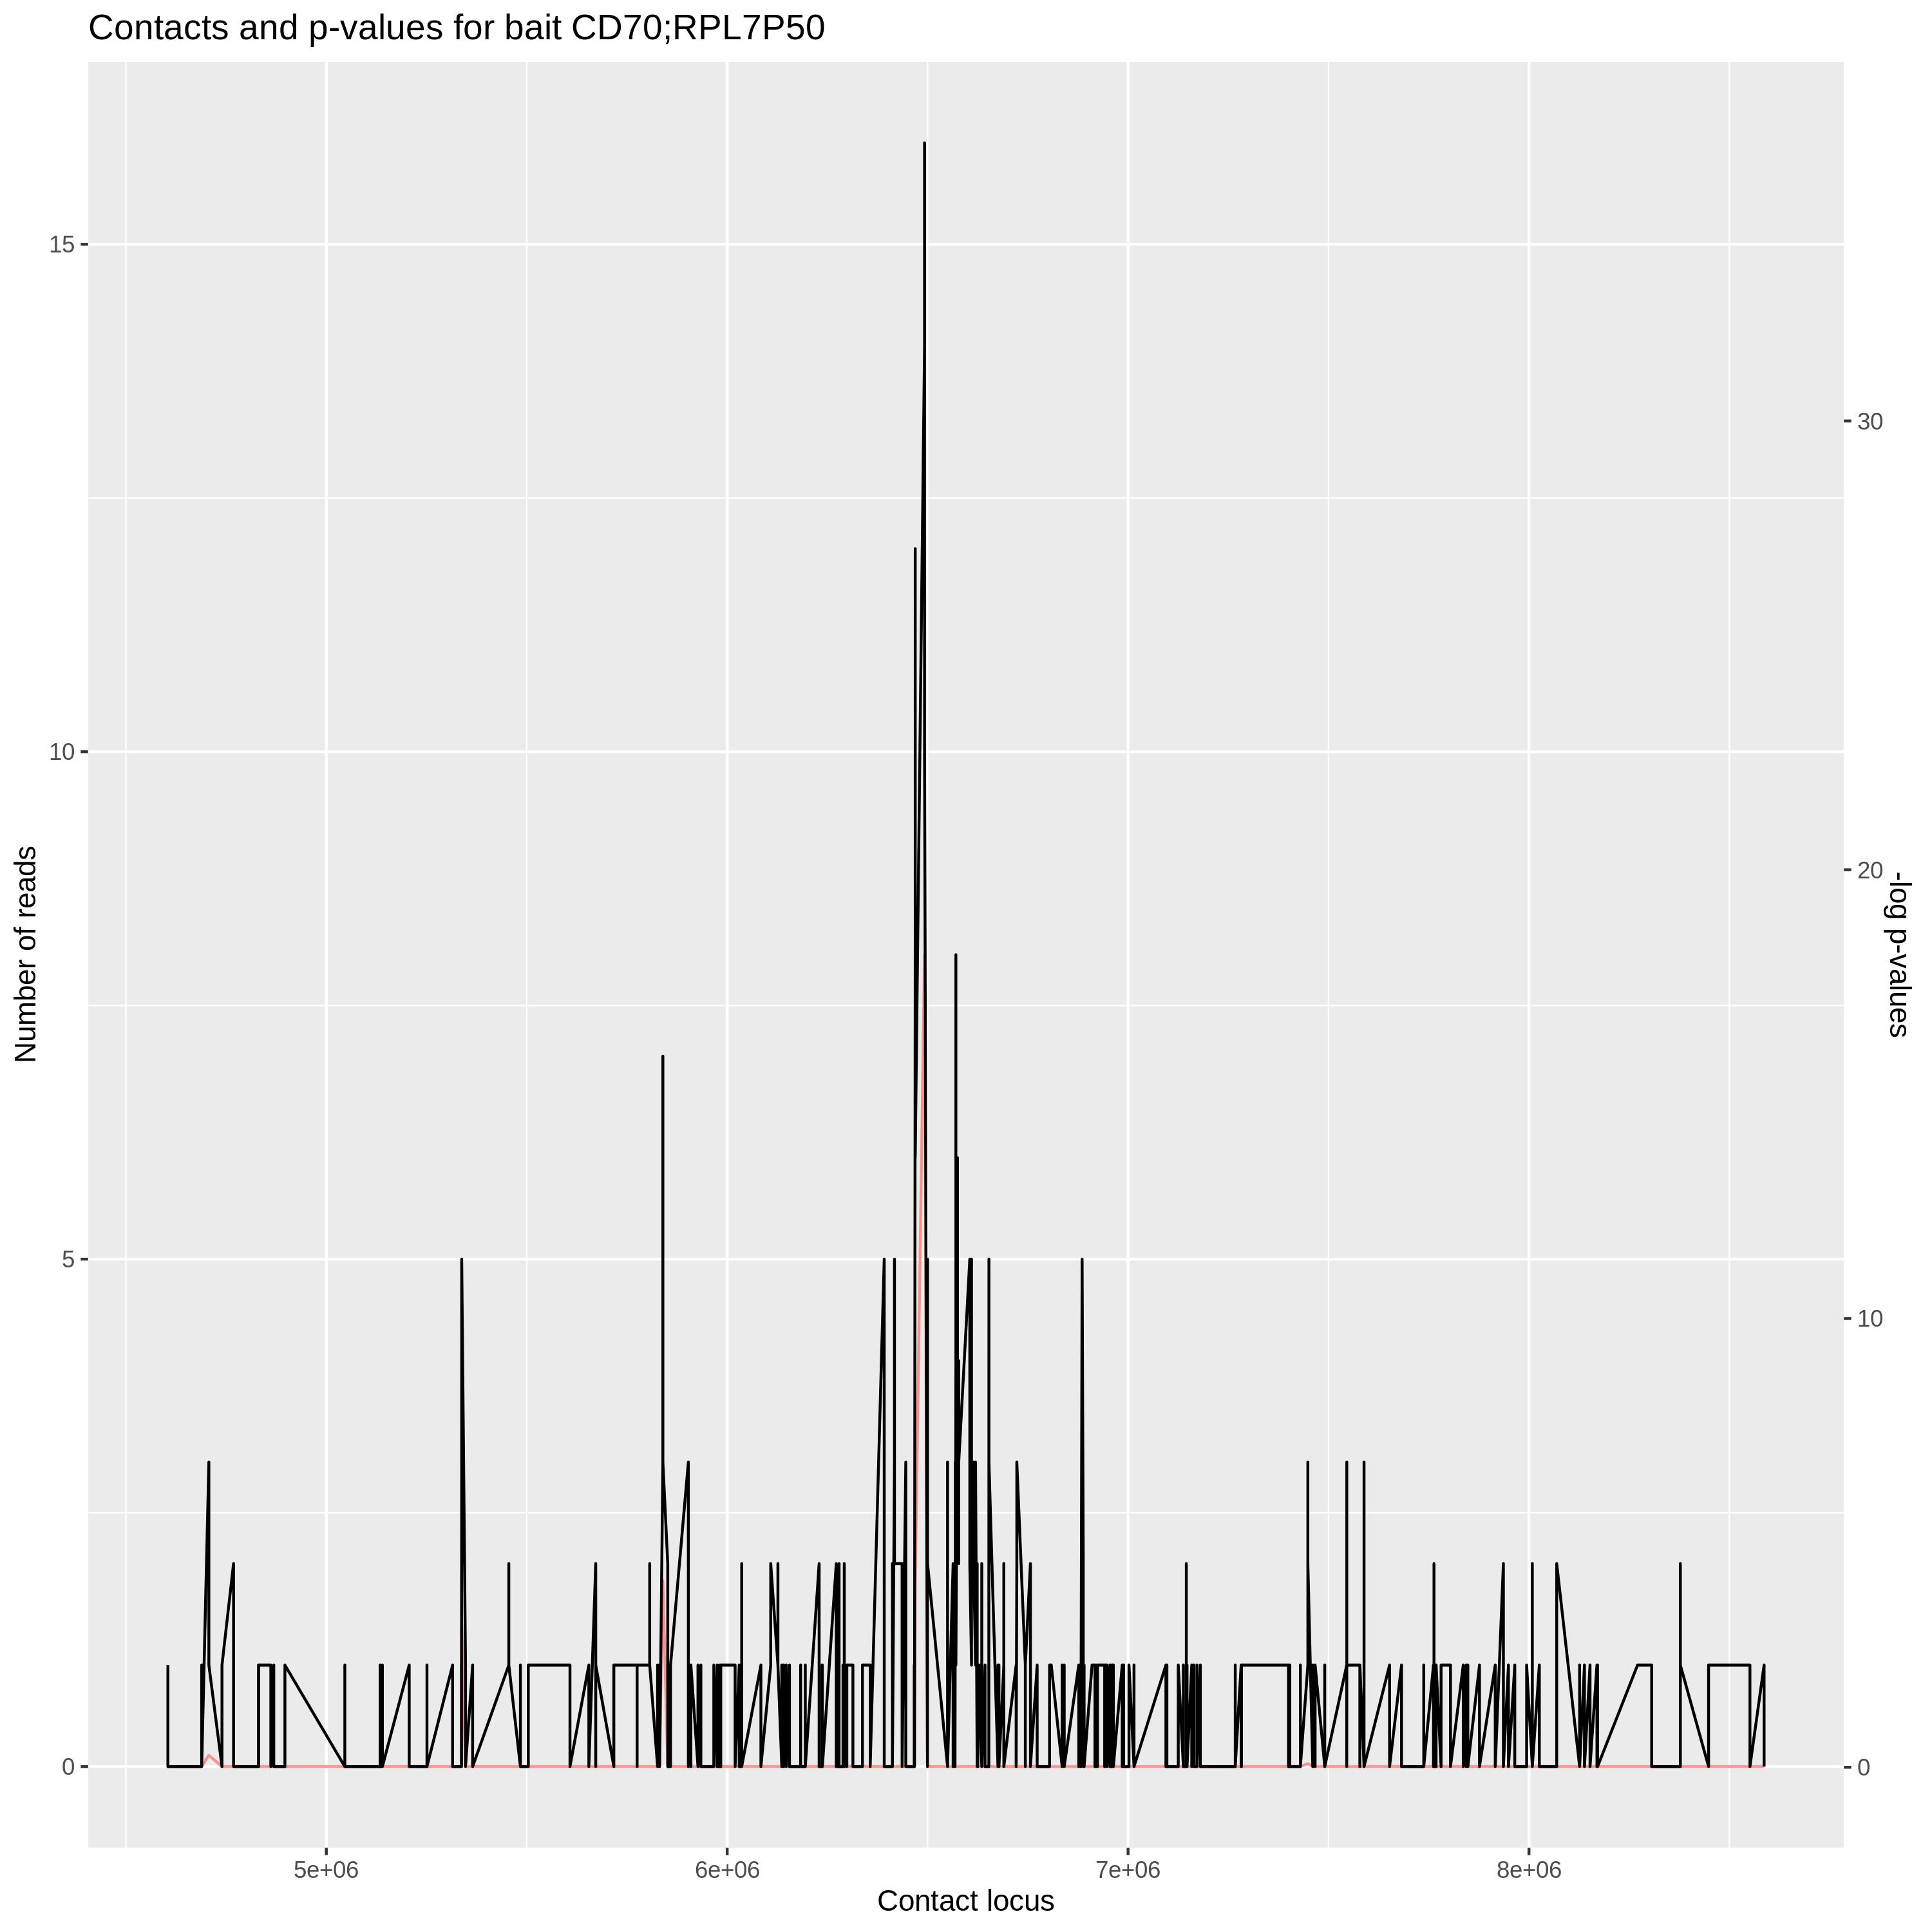 Contacts and p-values for bait CD70;RPL7P50
15
10
5
0
Number of reads
30
20
10
0
-log p-values
5e+06
6e+06
7e+06
8e+06
Contact locus